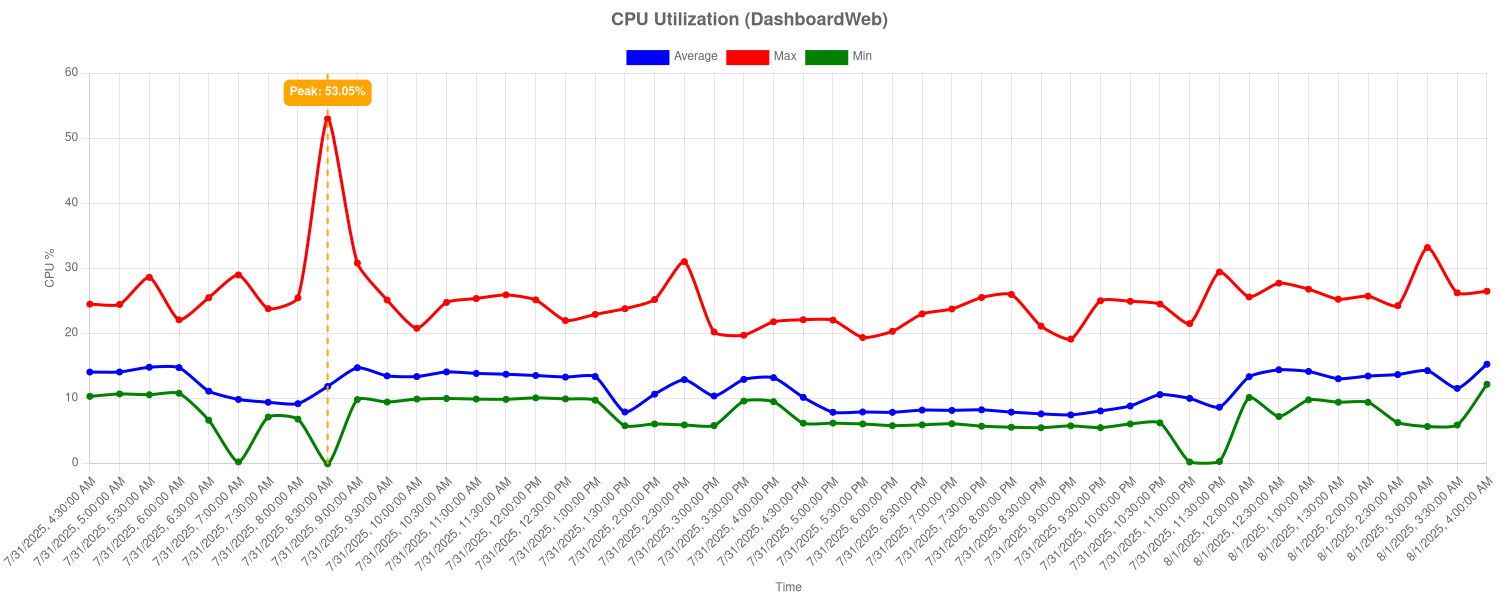 CPU Utilization (DashboardWeb)
Average
Max
Min
Peak: 53.05%
60
50
40
30
20
10
0
CPU %
7/31/2025, 4:30:00 AM
7/31/2025, 5:00:00 AM
7/31/2025, 5:30:00 AM
7/31/2025, 6:00:00 AM
7/31/2025, 6:30:00 AM
7/31/2025, 7:00:00 AM
7/31/2025, 7:30:00 AM
7/31/2025, 8:00:00 AM
7/31/2025, 8:30:00 AM
7/31/2025, 9:00:00 AM
7/31/2025, 9:30:00 AM
7/31/2025, 10:00:00 AM
7/31/2025, 10:30:00 AM
7/31/2025, 11:00:00 AM
7/31/2025, 11:30:00 AM
7/31/2025, 12:00:00 PM
7/31/2025, 12:30:00 PM
7/31/2025, 1:00:00 PM
7/31/2025, 1:30:00 PM
7/31/2025, 2:00:00 PM
7/31/2025, 2:30:00 PM
7/31/2025, 3:00:00 PM
7/31/2025, 3:30:00 PM
7/31/2025, 4:00:00 PM
7/31/2025, 4:30:00 PM
7/31/2025, 5:00:00 PM
7/31/2025, 5:30:00 PM
7/31/2025, 6:00:00 PM
7/31/2025, 6:30:00 PM
7/31/2025, 7:00:00 PM
7/31/2025, 7:30:00 PM
7/31/2025, 8:00:00 PM
7/31/2025, 8:30:00 PM
7/31/2025, 9:00:00 PM
7/31/2025, 9:30:00 PM
7/31/2025, 10:00:00 PM
7/31/2025, 10:30:00 PM
7/31/2025, 11:00:00 PM
7/31/2025, 11:30:00 PM
8/1/2025, 12:00:00 AM
8/1/2025, 12:30:00 AM
8/1/2025, 1:00:00 AM
8/1/2025, 1:30:00 AM
8/1/2025, 2:00:00 AM
8/1/2025, 2:30:00 AM
8/1/2025, 3:00:00 AM
8/1/2025, 3:30:00 AM
8/1/2025, 4:00:00 AM
Time